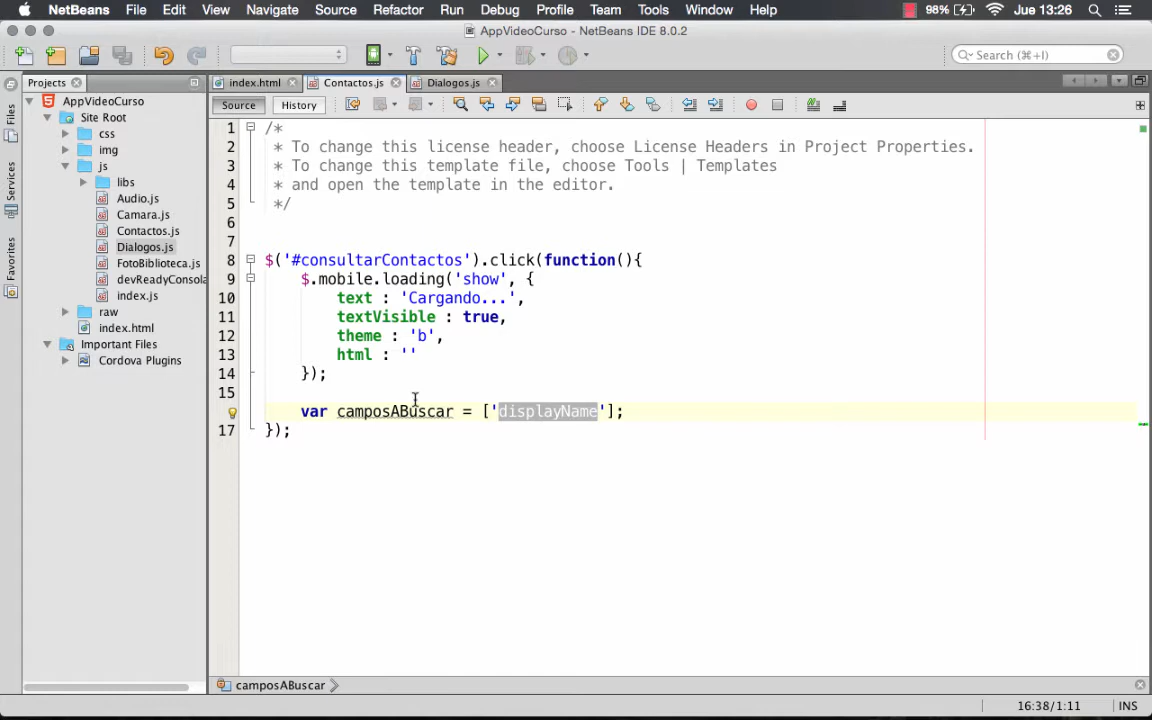 NetBeans File Edit View Navigate Source Refactor Run Debug Profile Team Tools Window Help 98% Jue 13:26
AppVideoCurso - NetBeans IDE 8.0.2
Search (⌘+I)
Projects index.html Contactos.js Dialogos.js
Files
Services
Favorites
AppVideoCurso
Site Root
css
img
js
libs
Audio.js
Camara.js
Contactos.js
Dialogos.js
FotoBiblioteca.js
devReadyConsola
index.js
raw
index.html
Important Files
Cordova Plugins
Source History
1 /*
2 * To change this license header, choose License Headers in Project Properties.
3 * To change this template file, choose Tools | Templates
4 * and open the template in the editor.
5 */
6
7
8 $('#consultarContactos').click(function(){
9 $.mobile.loading('show', {
10 text : 'Cargando...',
11 textVisible : true,
12 theme : 'b',
13 html : ''
14 });
15
var camposABuscar = ['displayName'];
17 });
camposABuscar
16:38/1:11 INS